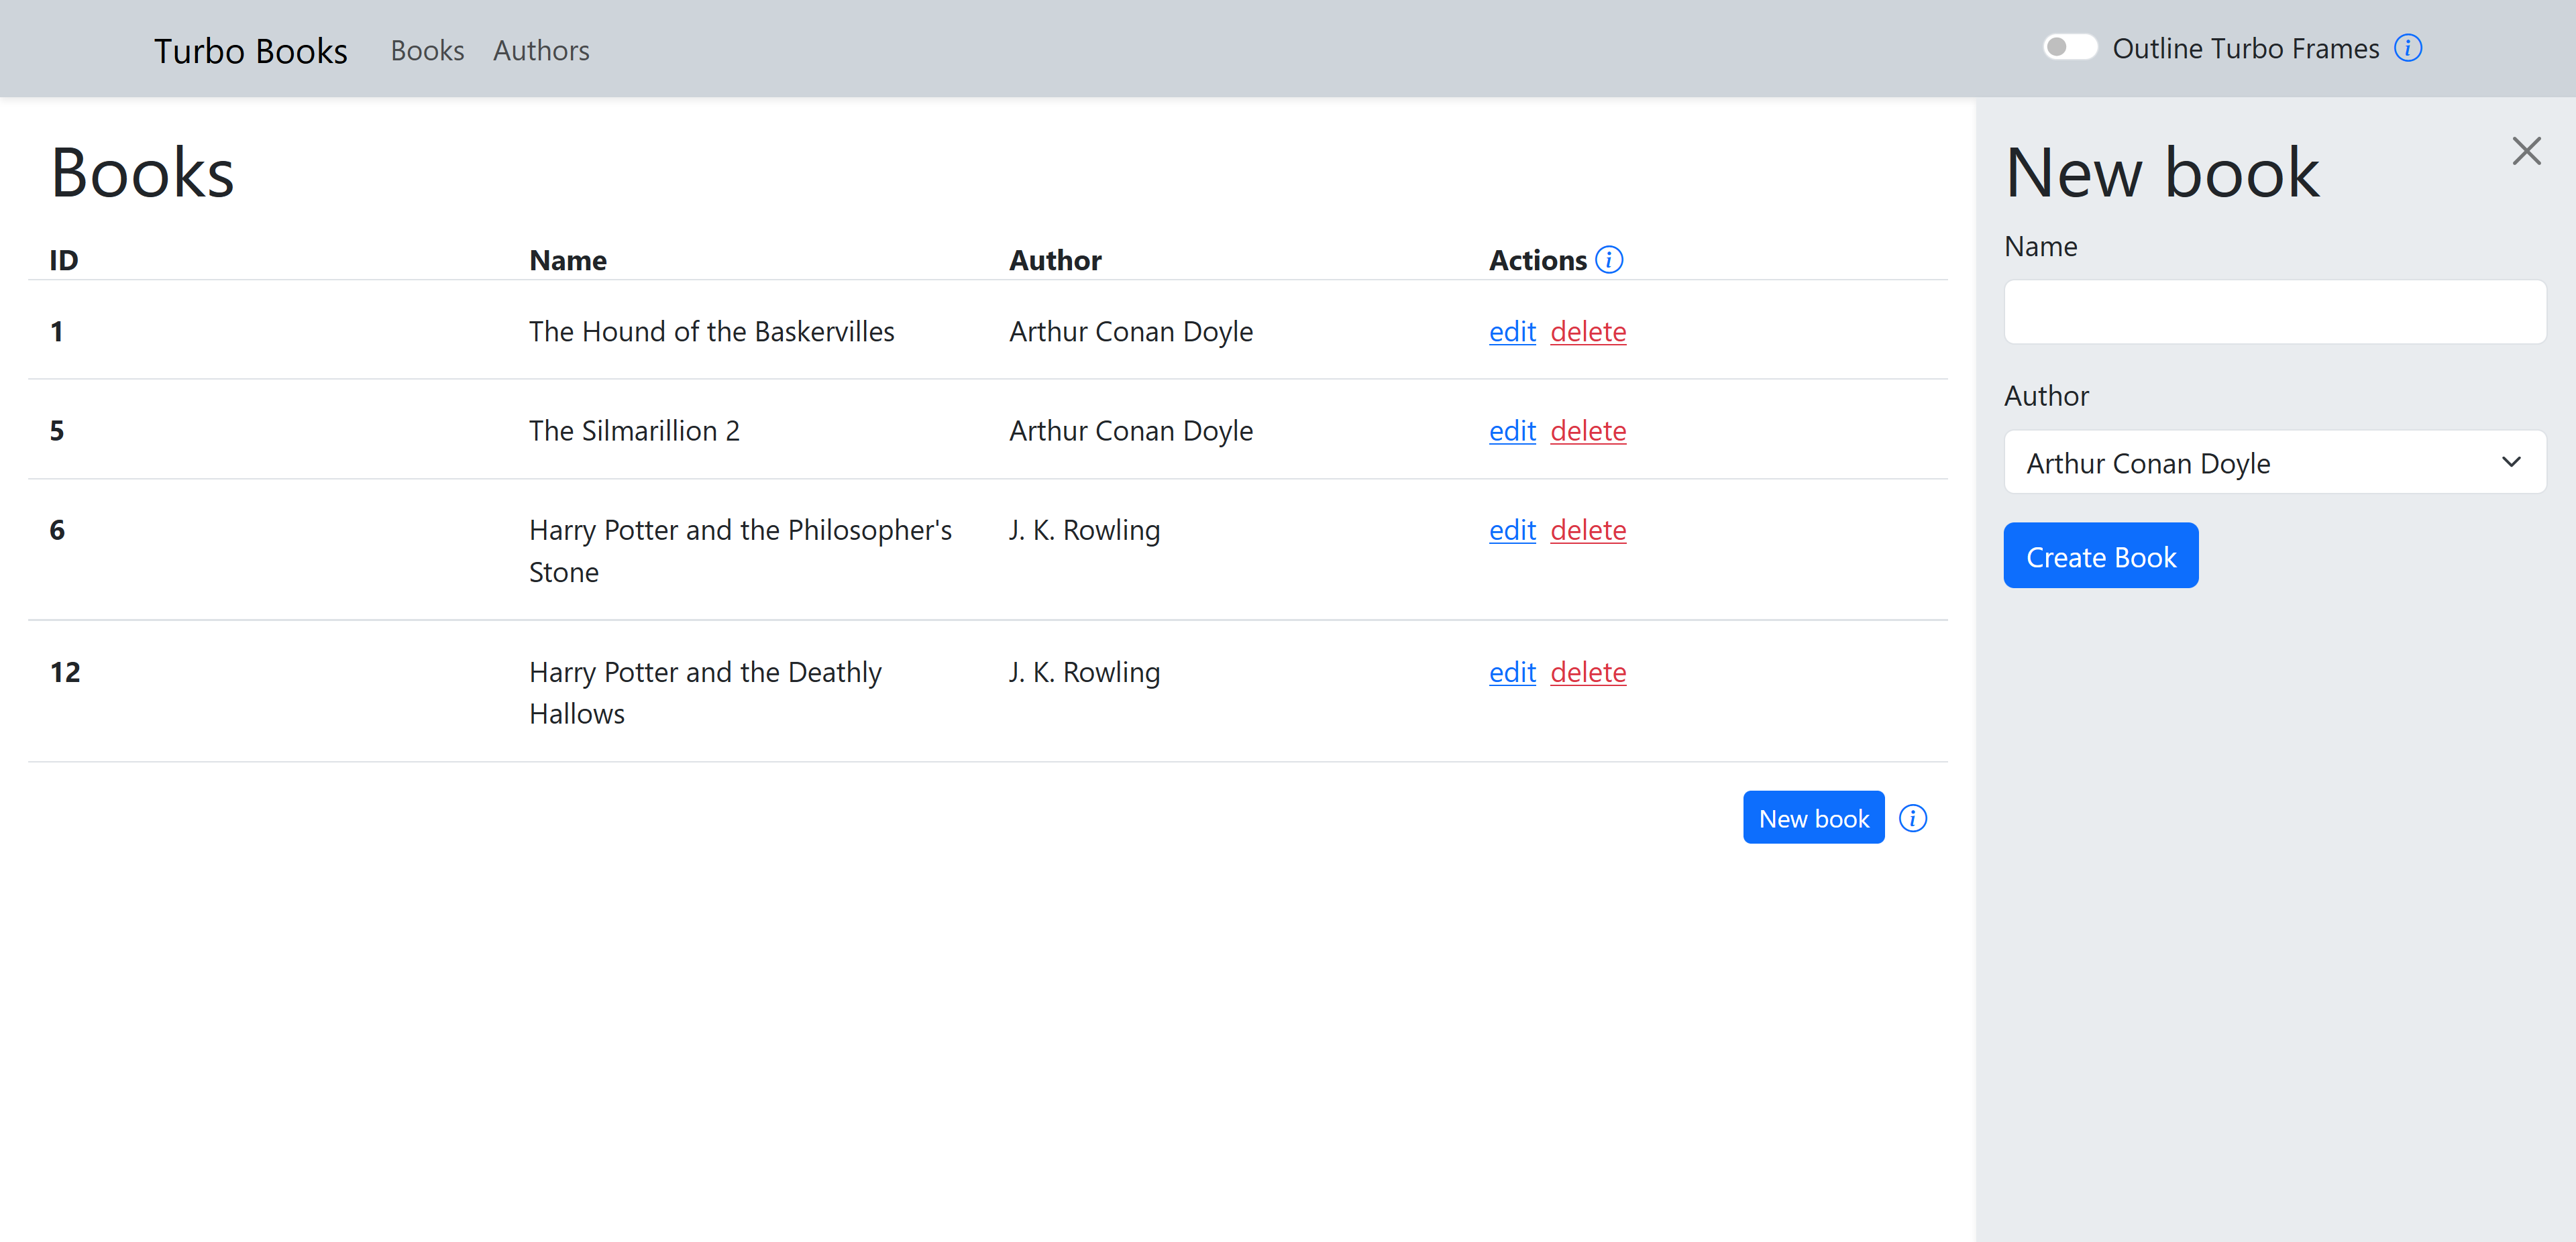 Turbo Books Books Authors Outline Turbo Frames
Books
ID Name Author Actions
1 The Hound of the Baskervilles Arthur Conan Doyle edit delete
5 The Silmarillion 2 Arthur Conan Doyle edit delete
6 Harry Potter and the Philosopher's J. K. Rowling edit delete
Stone
12 Harry Potter and the Deathly J. K. Rowling edit delete
Hallows
New book
New book
Name
Author
Arthur Conan Doyle
Create Book